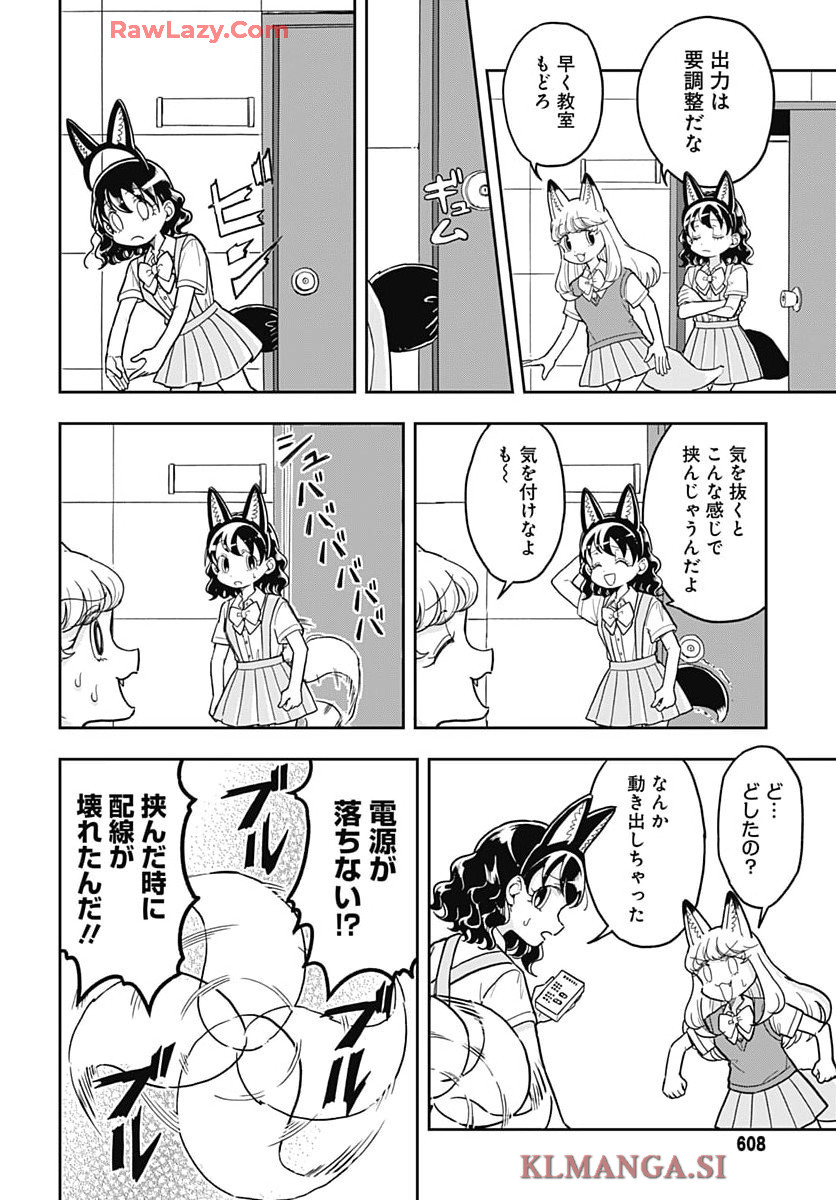 RawLazy.Com
出力は
要調整だな
早く教室
もどろ
ギュム
ビン
気を抜くと
こんな感じで
挟んじゃうんだよ
気を付けなよ
も〜
シュバババババ
ど…
どしたの?
なんか
動き出しちゃった
電源が
落ちない!?
挟んだ時に
配線が
壊れたんだ!!
ブル
ブル
ブル
608
KLMANGA.SI